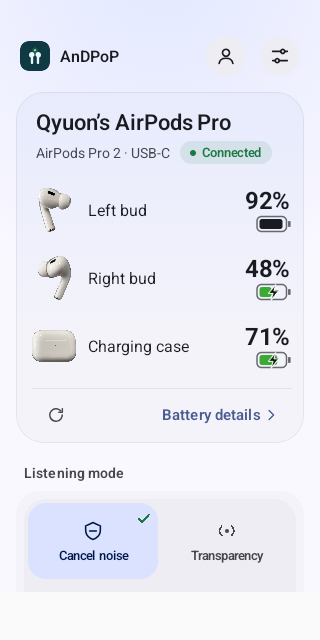 AnDPoP
Qyuon’s AirPods Pro
AirPods Pro 2 · USB-C
Connected
Left bud
92%
Right bud
48%
Charging case
71%
Battery details
Listening mode
Cancel noise
Transparency